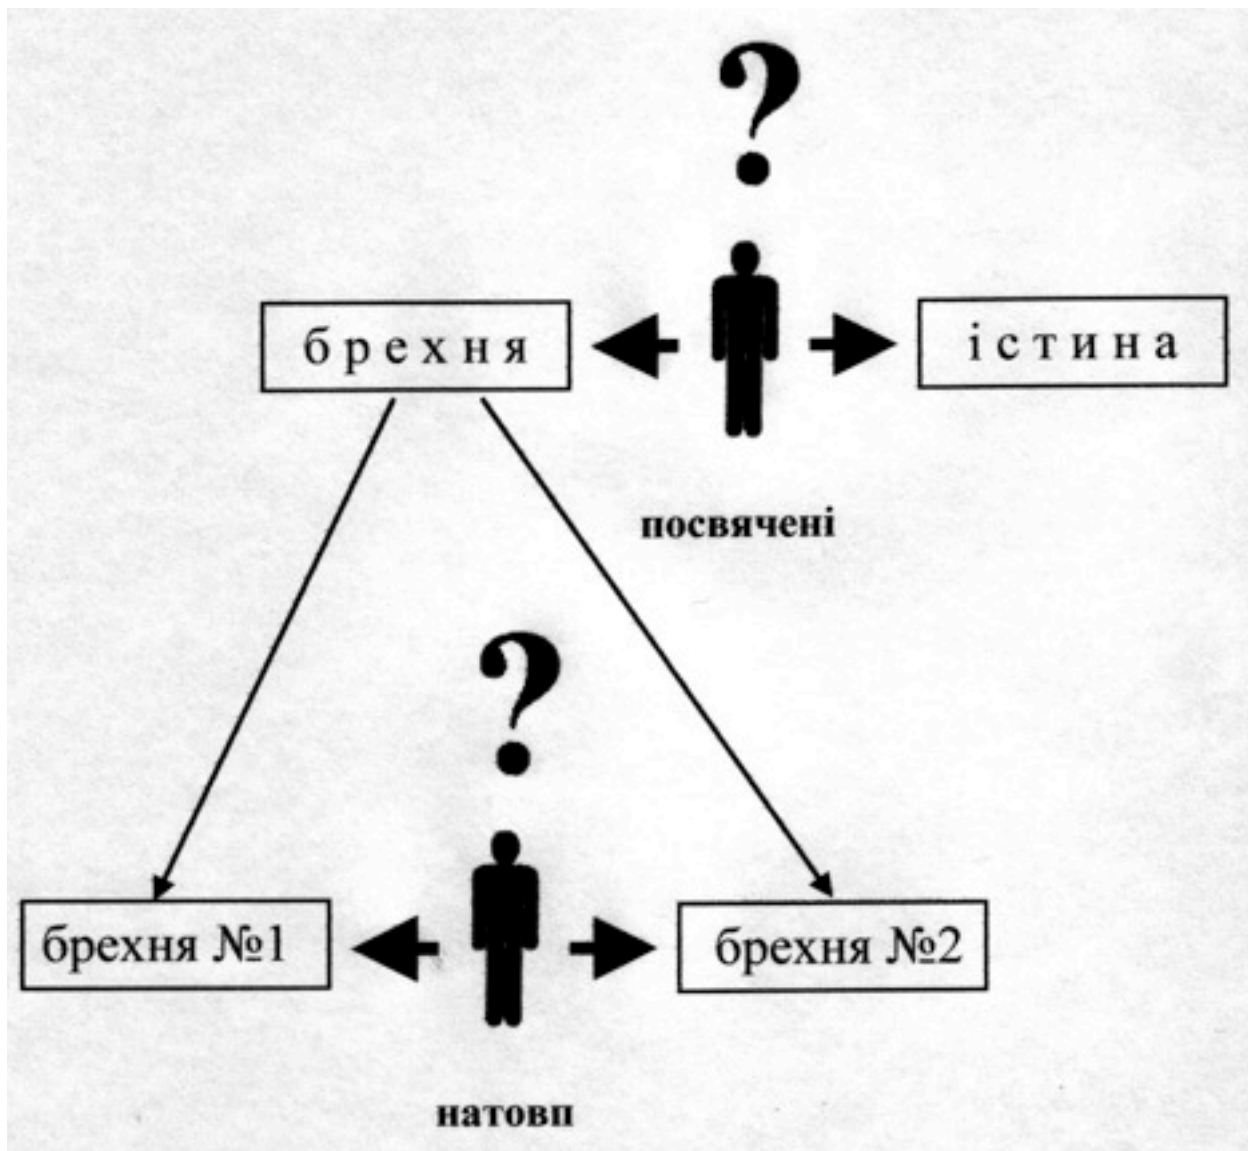 ?
брехня
істина
посвячені
?
брехня №1
брехня №2
натовп